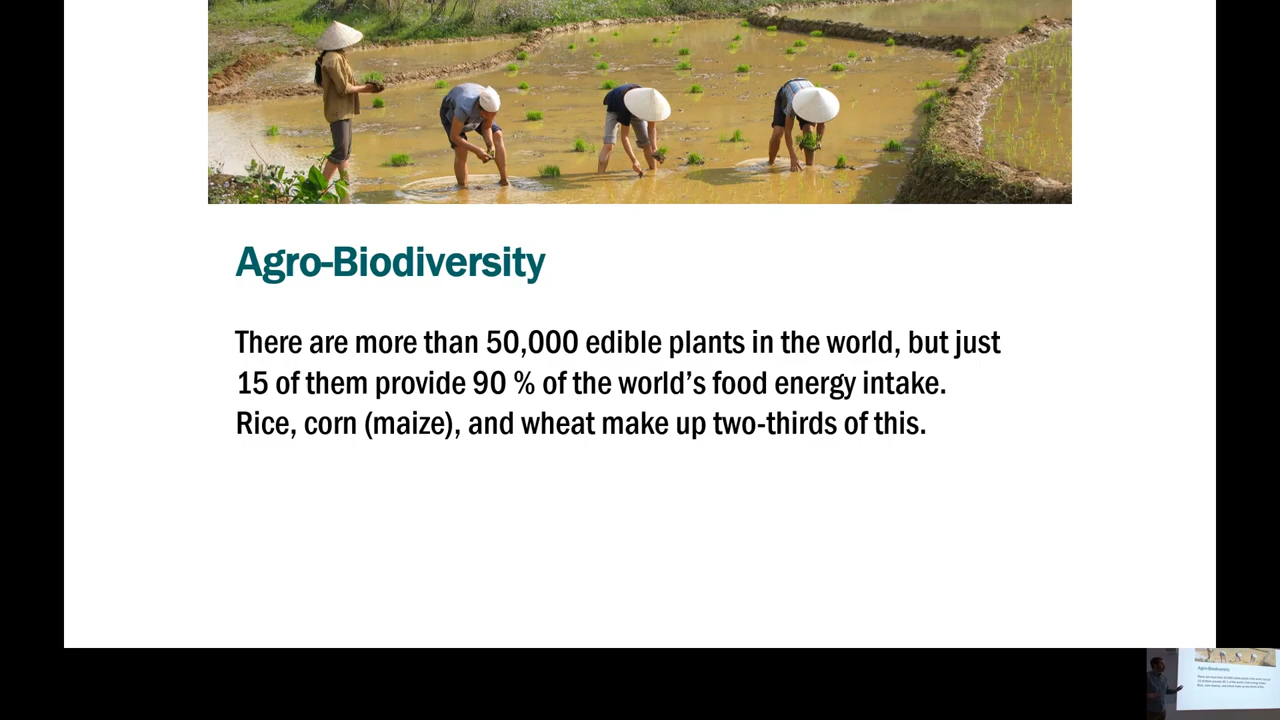 Agro-Biodiversity
There are more than 50,000 edible plants in the world, but just
15 of them provide 90 % of the world’s food energy intake.
Rice, corn (maize), and wheat make up two-thirds of this.